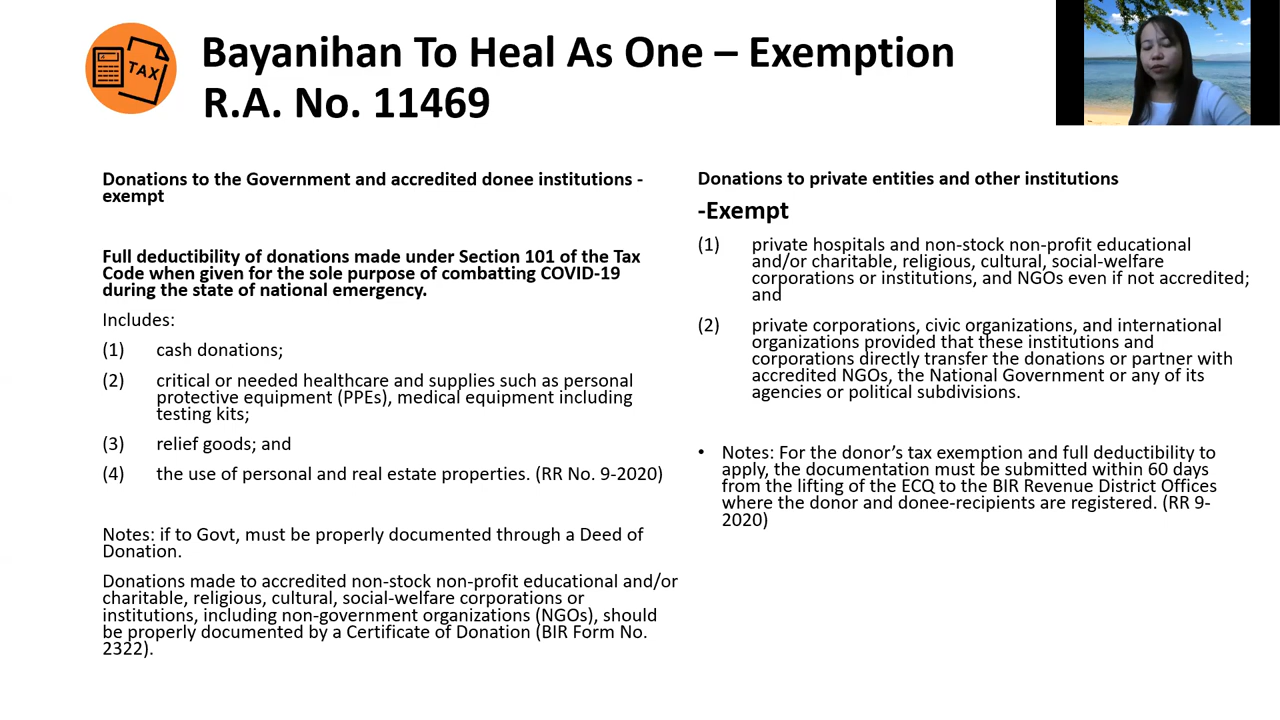 TAX
Bayanihan To Heal As One – Exemption
R.A. No. 11469
Donations to the Government and accredited donee institutions -
exempt
Full deductibility of donations made under Section 101 of the Tax
Code when given for the sole purpose of combatting COVID-19
during the state of national emergency.
Includes:
(1) cash donations;
(2) critical or needed healthcare and supplies such as personal
protective equipment (PPEs), medical equipment including
testing kits;
(3) relief goods; and
(4) the use of personal and real estate properties. (RR No. 9-2020)
Notes: if to Govt, must be properly documented through a Deed of
Donation.
Donations made to accredited non-stock non-profit educational and/or
charitable, religious, cultural, social-welfare corporations or
institutions, including non-government organizations (NGOs), should
be properly documented by a Certificate of Donation (BIR Form No.
2322).
Donations to private entities and other institutions
-Exempt
(1) private hospitals and non-stock non-profit educational
and/or charitable, religious, cultural, social-welfare
corporations or institutions, and NGOs even if not accredited;
and
(2) private corporations, civic organizations, and international
organizations provided that these institutions and
corporations directly transfer the donations or partner with
accredited NGOs, the National Government or any of its
agencies or political subdivisions.
• Notes: For the donor’s tax exemption and full deductibility to
apply, the documentation must be submitted within 60 days
from the lifting of the ECQ to the BIR Revenue District Offices
where the donor and donee-recipients are registered. (RR 9-
2020)